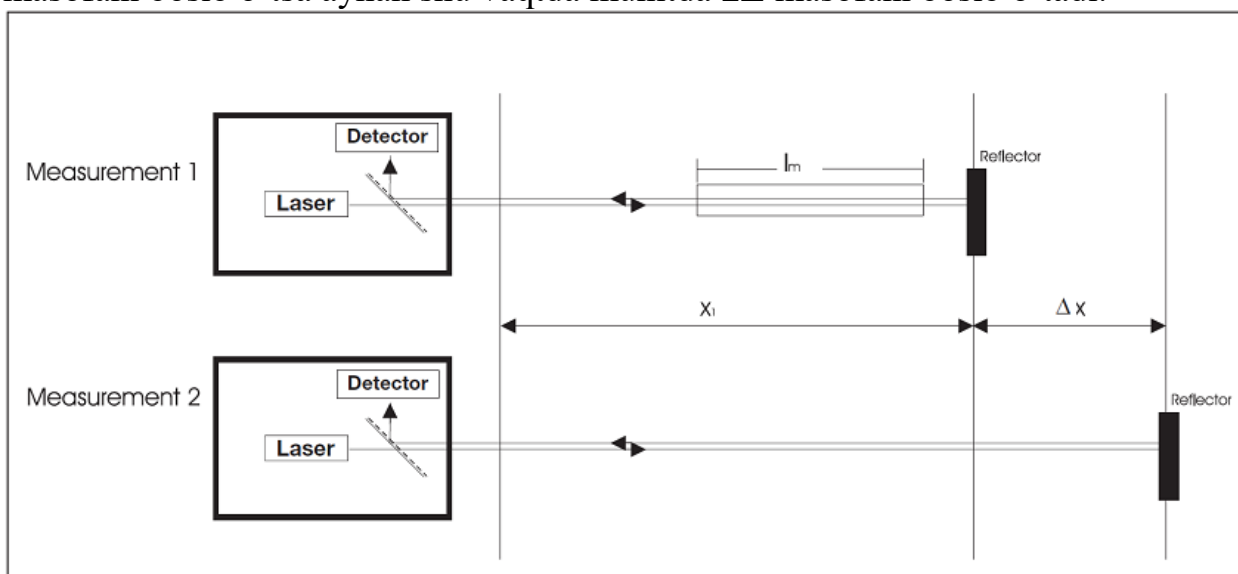 Measurement 1
Detector
Laser
lm
Reflector
X₁
Δ x
Measurement 2
Detector
Laser
Reflector